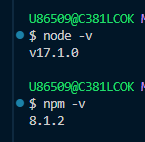 U86509@C381LCOK M
$ node -v
v17.1.0
U86509@C381LCOK M
$ npm -v
8.1.2